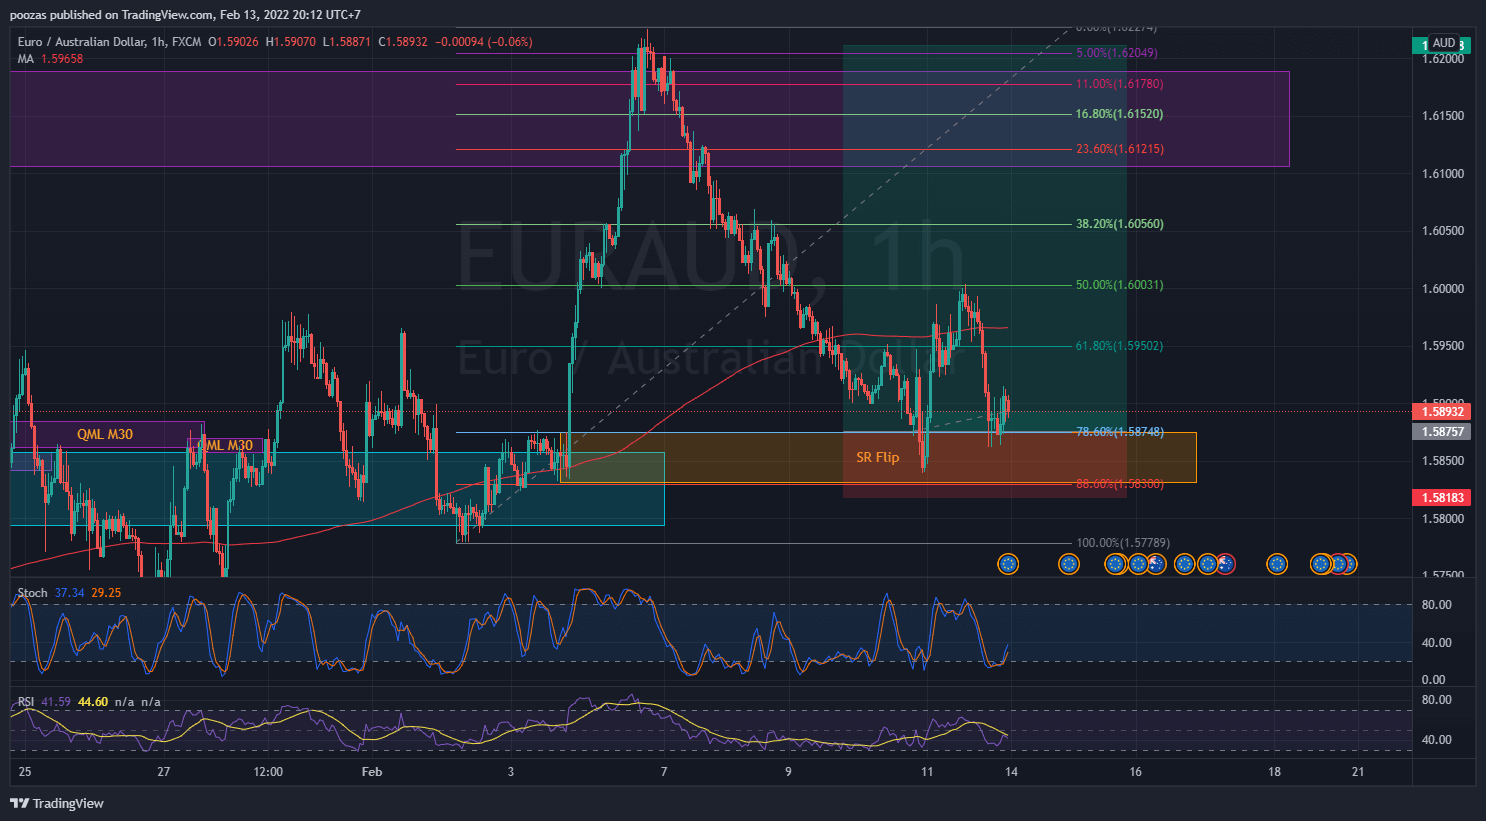 poozas published on TradingView.com, Feb 13, 2022 20:12 UTC+7
Euro / Australian Dollar, 1h, FXCM O1.59026 H1.59070 L1.58871 C1.58932 −0.00094 (−0.06%)
MA 1.59658
AUD
1.62000
1.61500
1.61000
1.60500
1.60000
1.59500
1.58932
1.58757
1.58500
1.58183
1.58000
1.57500
0.00%(1.62274)
5.00%(1.62049)
11.00%(1.61780)
16.80%(1.61520)
23.60%(1.61215)
38.20%(1.60560)
50.00%(1.60031)
61.80%(1.59502)
78.60%(1.58748)
88.60%(1.58300)
100.00%(1.57789)
EURAUD, 1h
Euro / Australian Dollar
QML M30
QML M30
SR Flip
Stoch 37.34 29.25
80.00
40.00
0.00
RSI 41.59 44.60 n/a n/a
80.00
40.00
25 27 12:00 Feb 3 7 9 11 14 16 18 21
TradingView